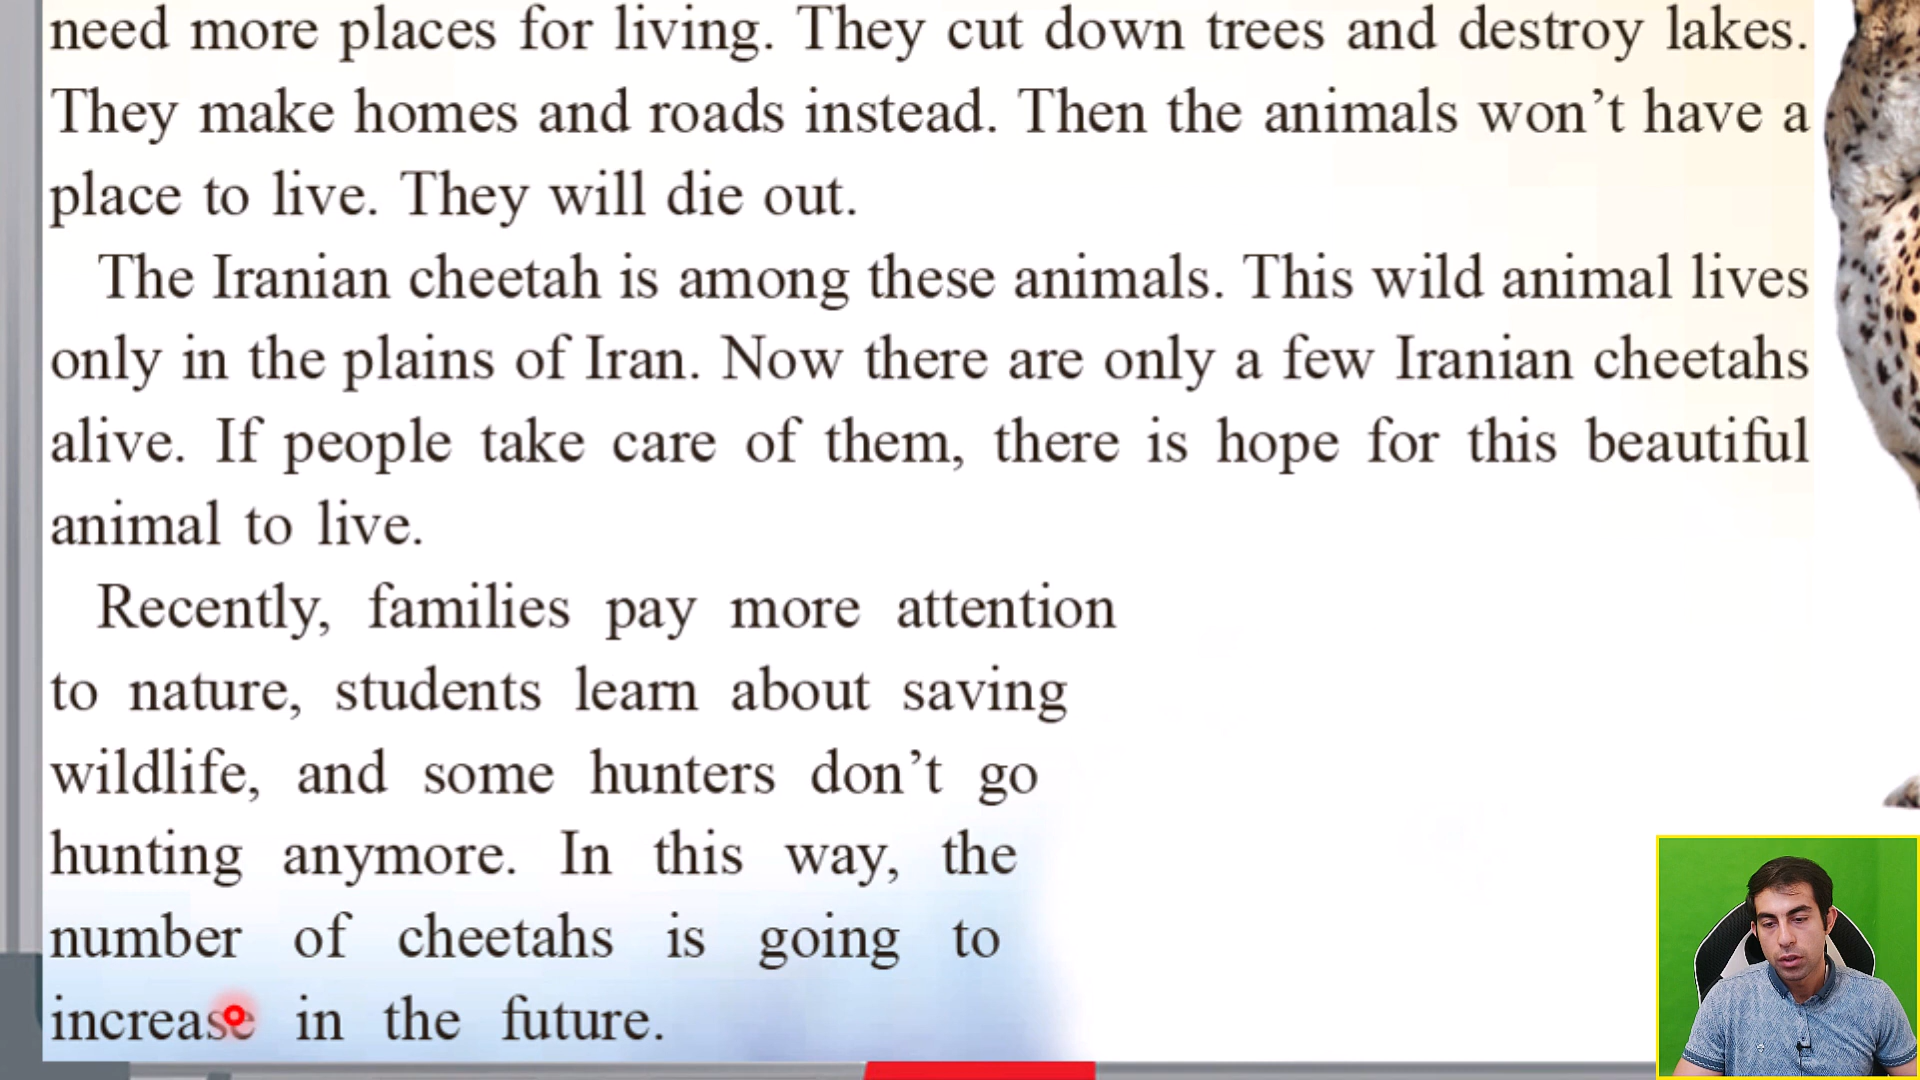 need more places for living. They cut down trees and destroy lakes.
They make homes and roads instead. Then the animals won’t have a
place to live. They will die out.
The Iranian cheetah is among these animals. This wild animal lives
only in the plains of Iran. Now there are only a few Iranian cheetahs
alive. If people take care of them, there is hope for this beautiful
animal to live.
Recently, families pay more attention
to nature, students learn about saving
wildlife, and some hunters don’t go
hunting anymore. In this way, the
number of cheetahs is going to
increase in the future.